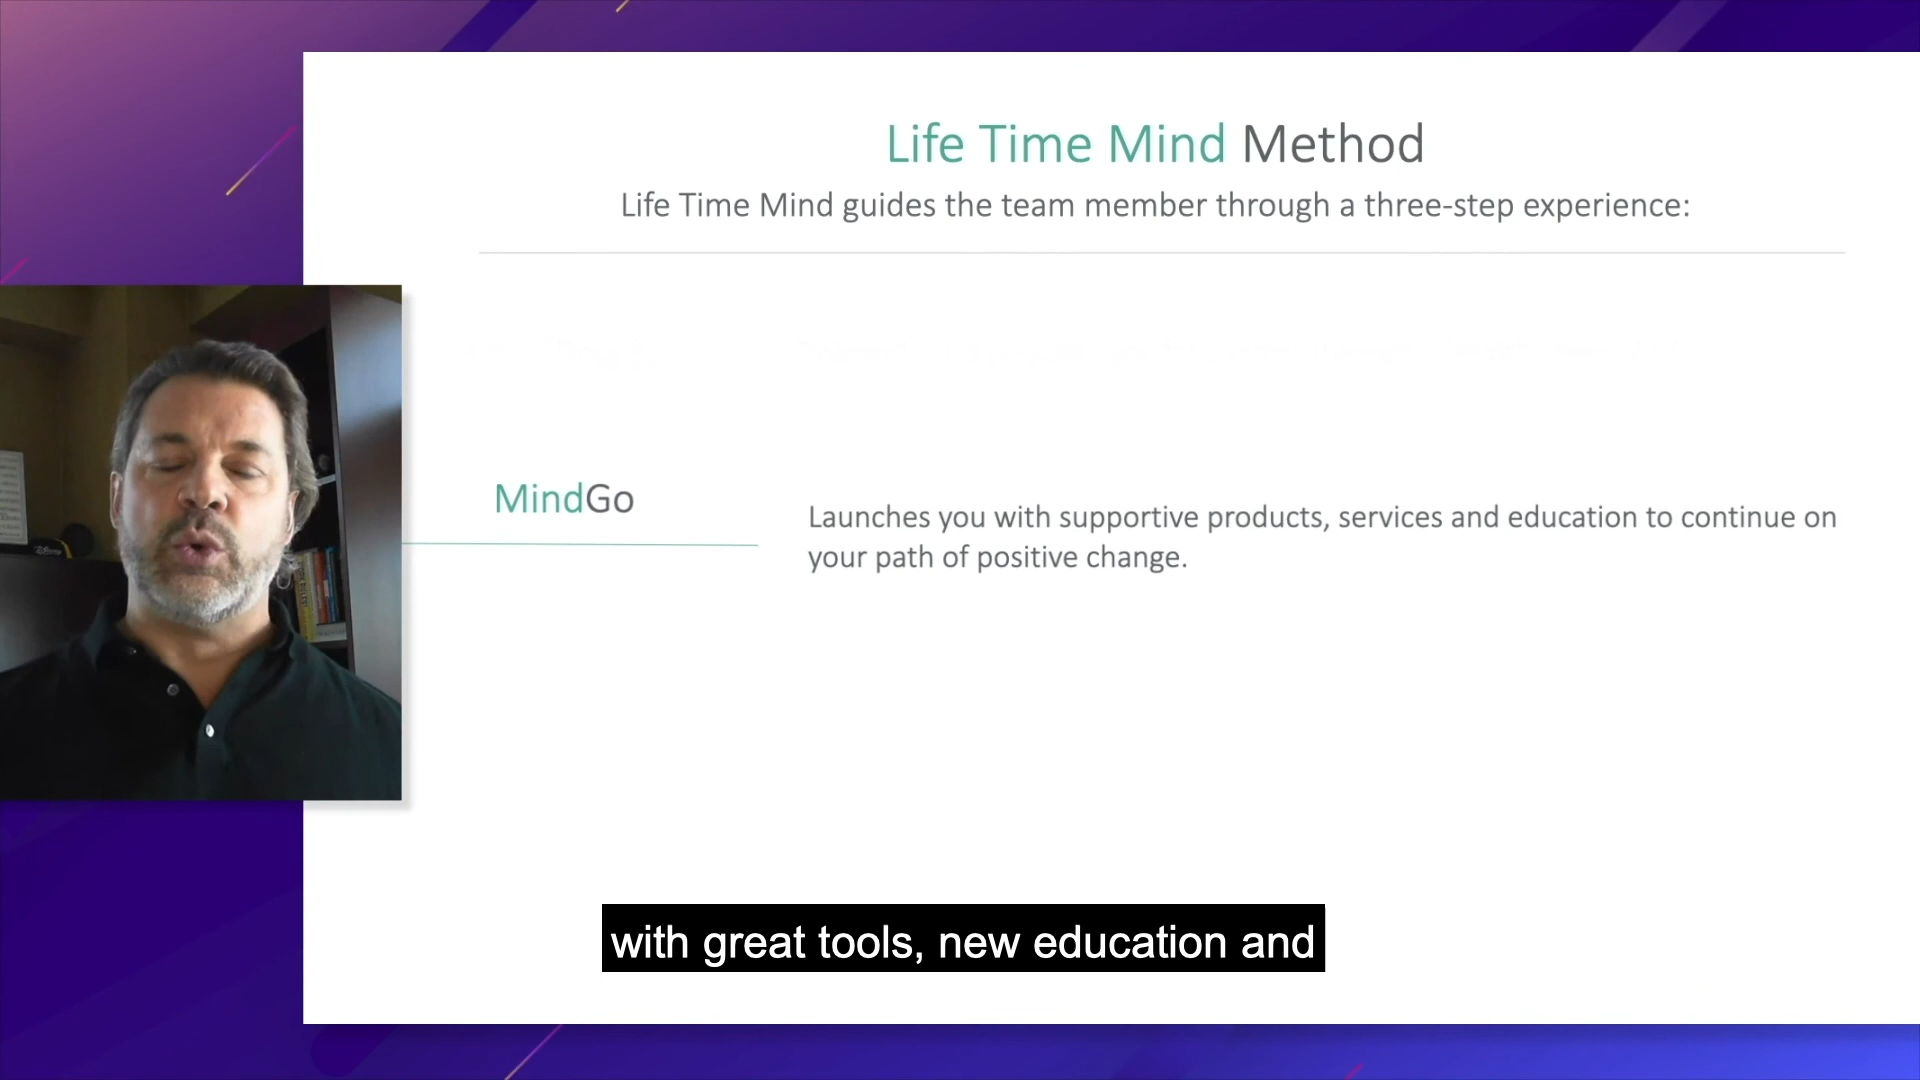 Life Time Mind Method
Life Time Mind guides the team member through a three-step experience:
MindGo
Launches you with supportive products, services and education to continue on
your path of positive change.
Disney
with great tools, new education and